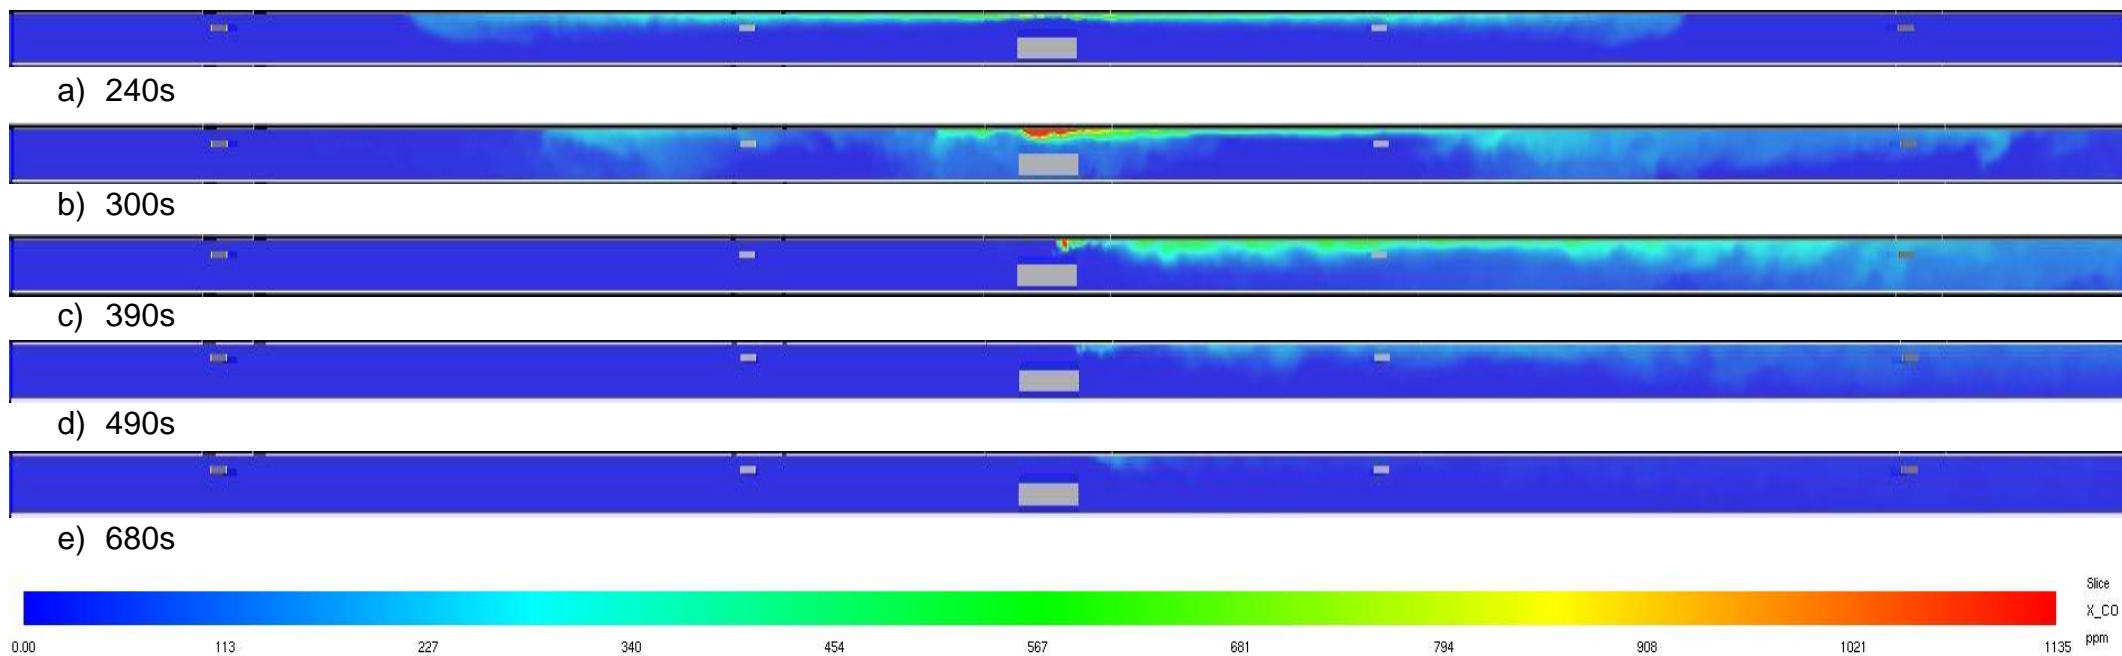 a) 240s
b) 300s
c) 390s
d) 490s
e) 680s
Slice
X_CO
ppm
0.00 113 227 340 454 567 681 794 908 1021 1135